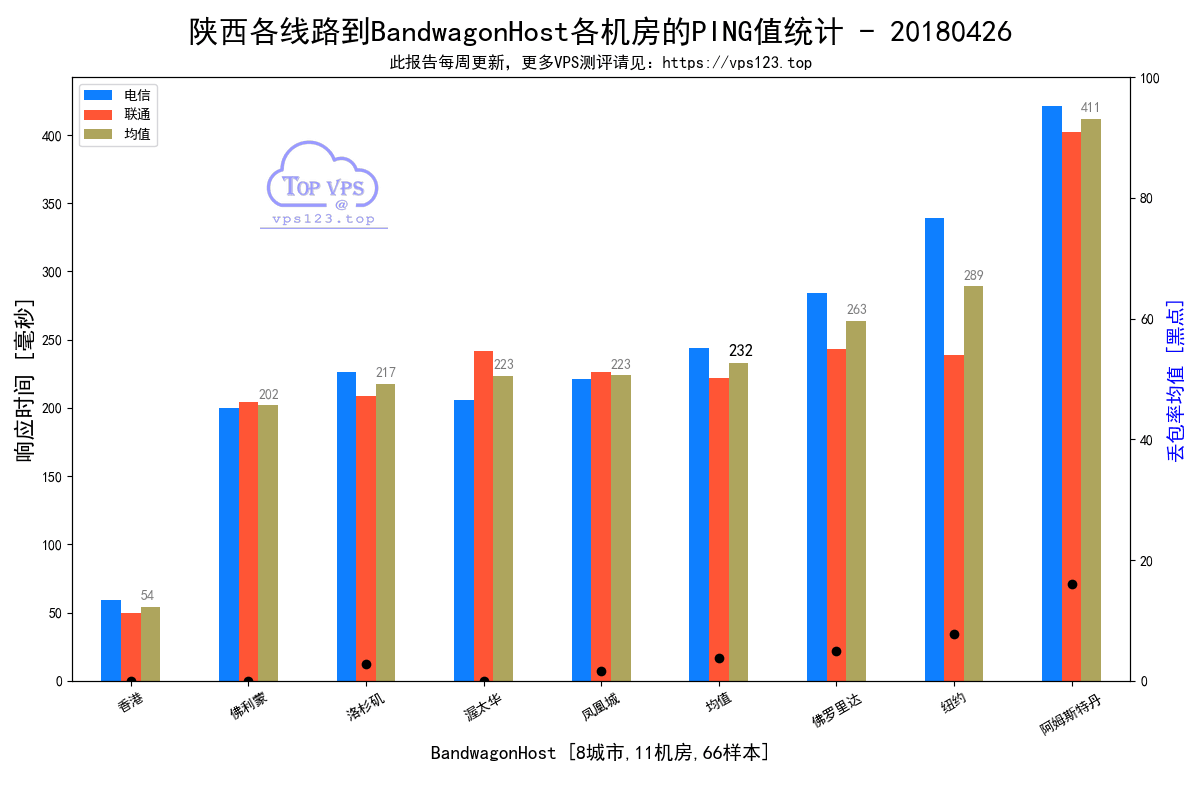 陕西各线路到BandwagonHost各机房的PING值统计 - 20180426
此报告每周更新，更多VPS测评请见：https://vps123.top
电信
联通
均值
TOP VPS
@
vps123.top
响应时间 [毫秒]
400
350
300
250
200
150
100
50
0
54
202
217
223
223
232
263
289
411
100
80
60
40
20
0
丢包率均值 [黑点]
香港
佛利蒙
洛杉矶
渥太华
凤凰城
均值
佛罗里达
纽约
阿姆斯特丹
BandwagonHost [8城市,11机房,66样本]